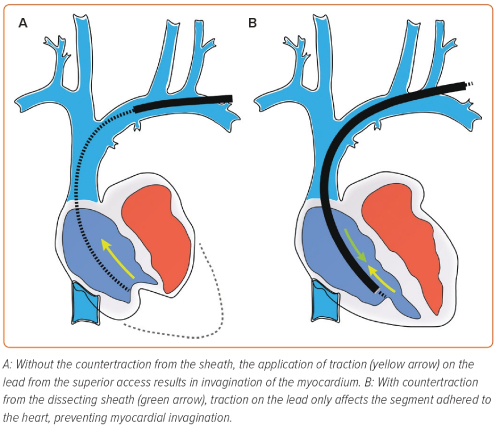 A
B
A: Without the countertraction from the sheath, the application of traction (yellow arrow) on the
lead from the superior access results in invagination of the myocardium. B: With countertraction
from the dissecting sheath (green arrow), traction on the lead only affects the segment adhered to
the heart, preventing myocardial invagination.